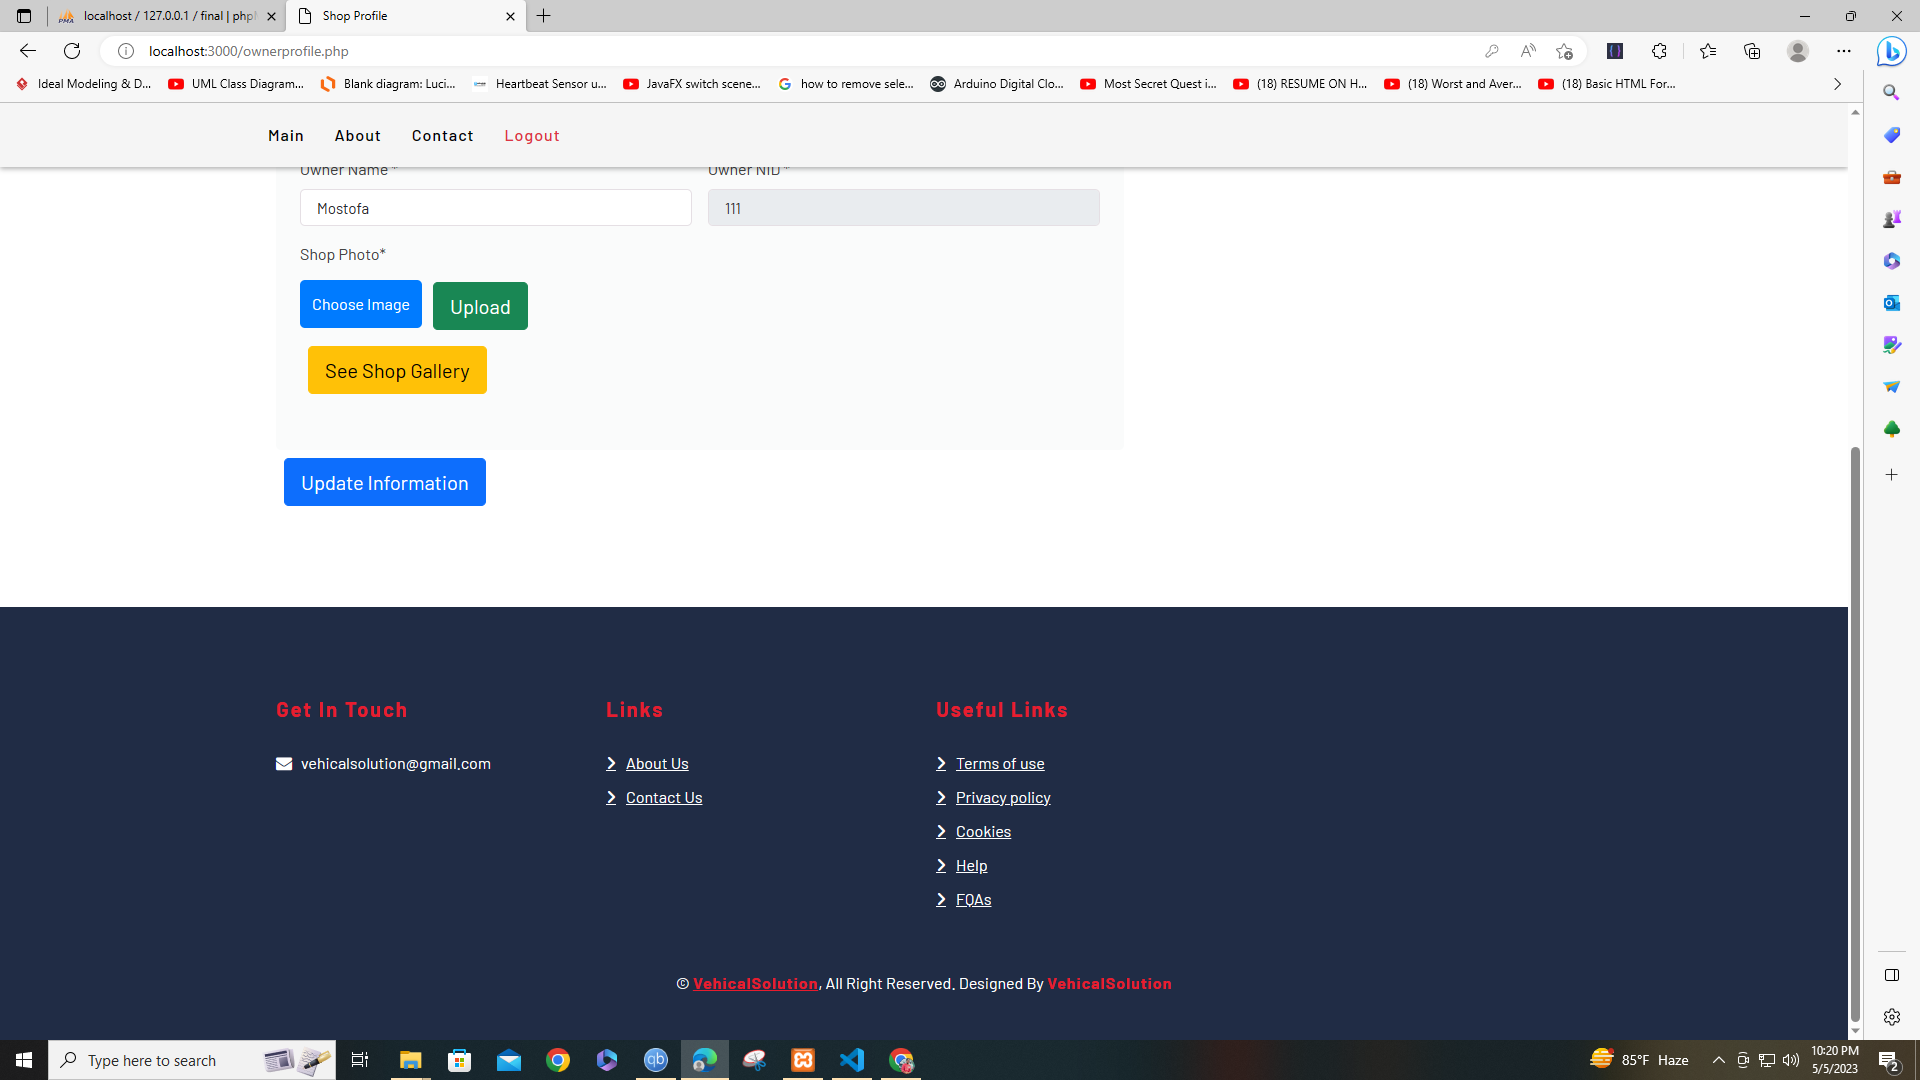 localhost / 127.0.0.1 / final | php
Shop Profile
localhost:3000/ownerprofile.php
Ideal Modeling & D...
UML Class Diagram...
Blank diagram: Luci...
Heartbeat Sensor u...
JavaFX switch scene...
how to remove sele...
Arduino Digital Clo...
Most Secret Quest i...
(18) RESUME ON H...
(18) Worst and Aver...
(18) Basic HTML For...
Main About Contact Logout
Owner Name * Owner NID *
Mostofa 111
Shop Photo*
Choose Image Upload
See Shop Gallery
Update Information
Get In Touch
vehicalsolution@gmail.com
Links
About Us
Contact Us
Useful Links
Terms of use
Privacy policy
Cookies
Help
FQAs
© VehicalSolution, All Right Reserved. Designed By VehicalSolution
Type here to search
85°F Haze
10:20 PM
5/5/2023
2